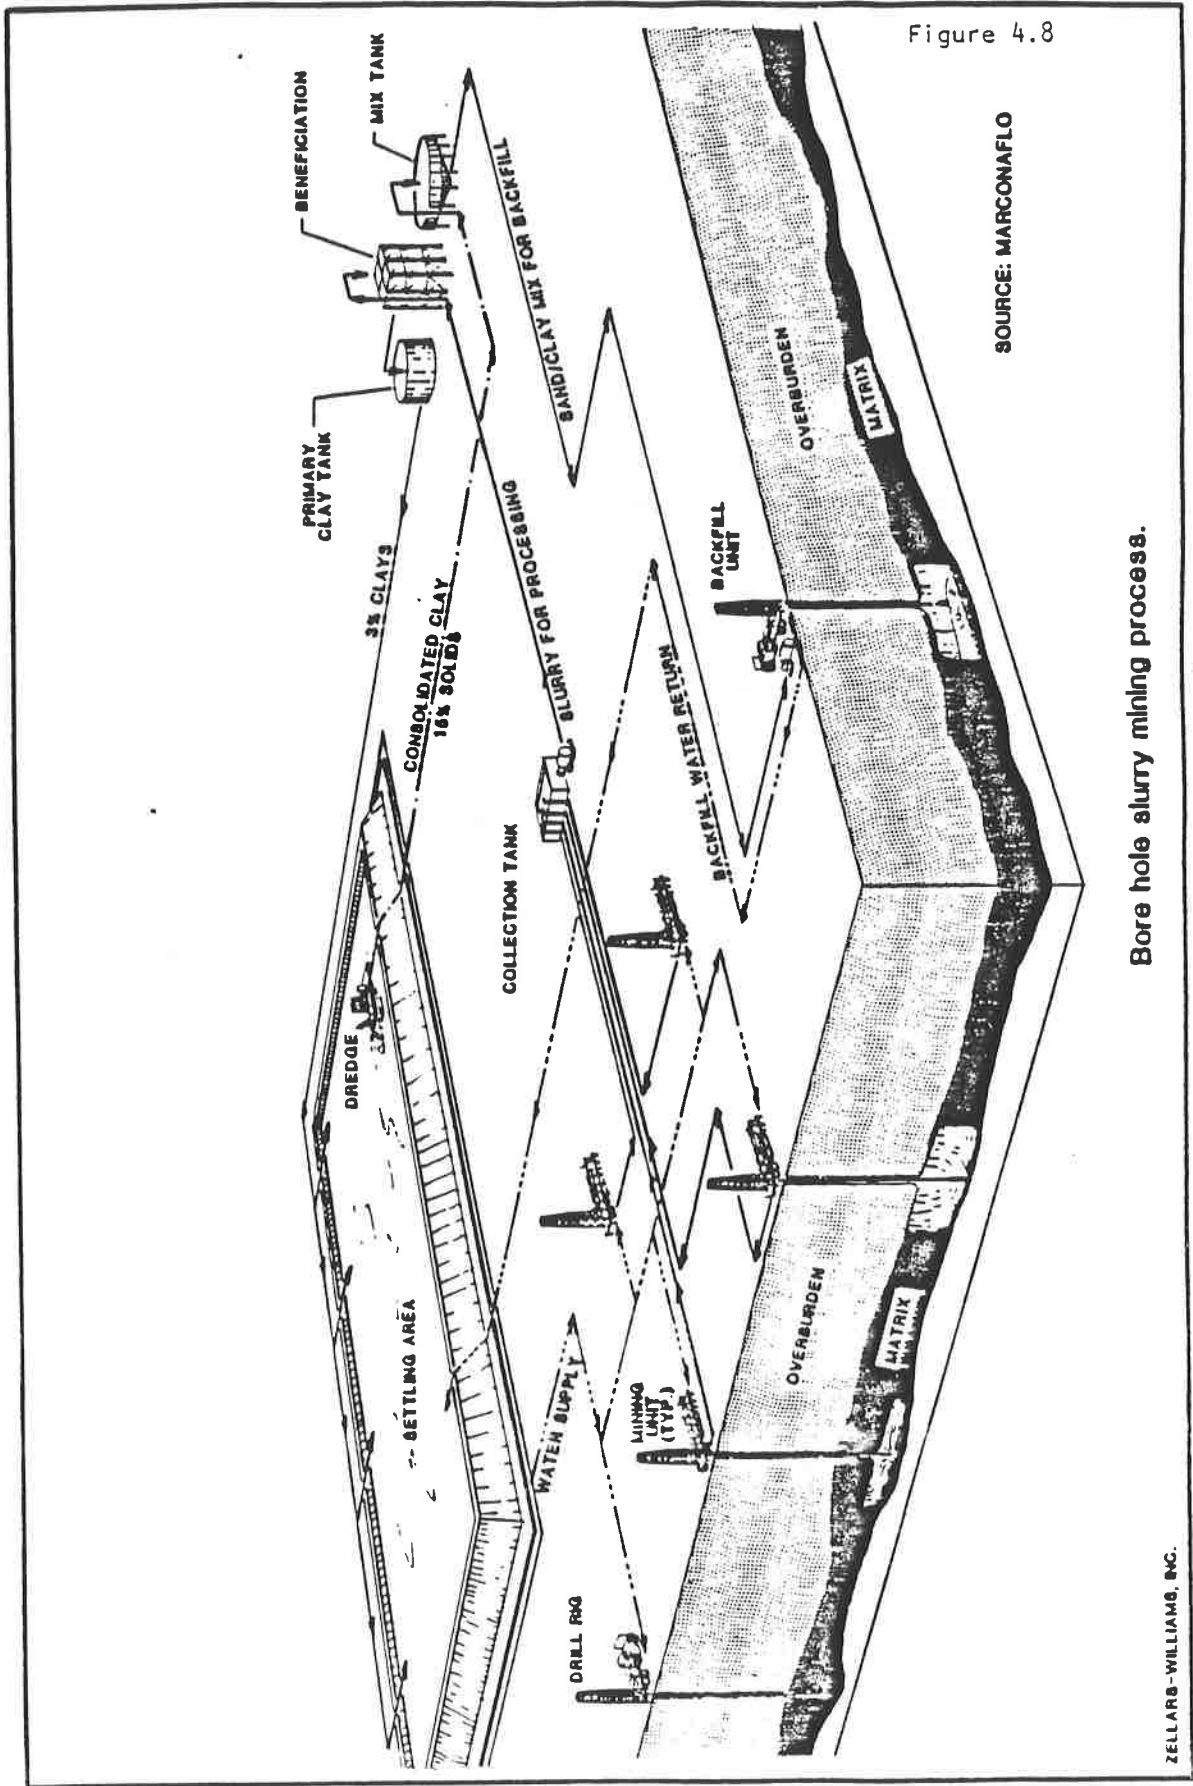 Figure 4.8
MIX TANK
BENEFICIATION
PRIMARY
CLAY TANK
3% CLAYS
CONSOLIDATED CLAY
15% SOLIDS
SAND/CLAY MIX FOR BACKFILL
SLURRY FOR PROCESSING
COLLECTION TANK
DREDGE
SETTLING AREA
WATER SUPPLY
BACKFILL WATER RETURN
BACKFILL
UNIT
MINING
UNIT
(TYP.)
DRILL RIG
OVERBURDEN
MATRIX
OVERBURDEN
MATRIX
SOURCE: MARCONAFLO
Bore hole slurry mining process.
ZELLARS-WILLIAMS, INC.